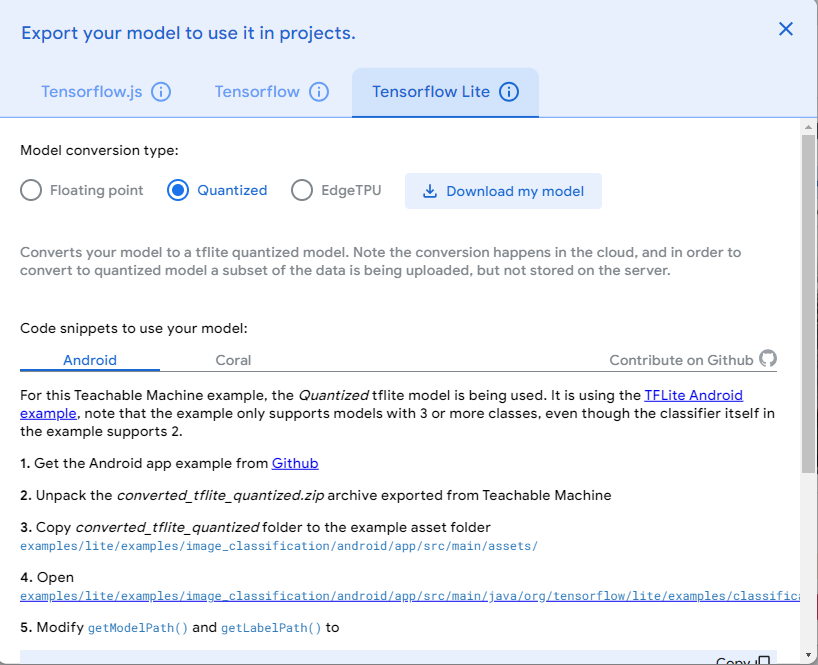 Export your model to use it in projects.
Tensorflow.js Tensorflow Tensorflow Lite
Model conversion type:
Floating point Quantized EdgeTPU Download my model
Converts your model to a tflite quantized model. Note the conversion happens in the cloud, and in order to
convert to quantized model a subset of the data is being uploaded, but not stored on the server.
Code snippets to use your model:
Android Coral Contribute on Github
For this Teachable Machine example, the Quantized tflite model is being used. It is using the TFLite Android
example, note that the example only supports models with 3 or more classes, even though the classifier itself in
the example supports 2.
1. Get the Android app example from Github
2. Unpack the converted_tflite_quantized.zip archive exported from Teachable Machine
3. Copy converted_tflite_quantized folder to the example asset folder
examples/lite/examples/image_classification/android/app/src/main/assets/
4. Open
examples/lite/examples/image_classification/android/app/src/main/java/org/tensorflow/lite/examples/classifica
5. Modify getModelPath() and getLabelPath() to
Copy